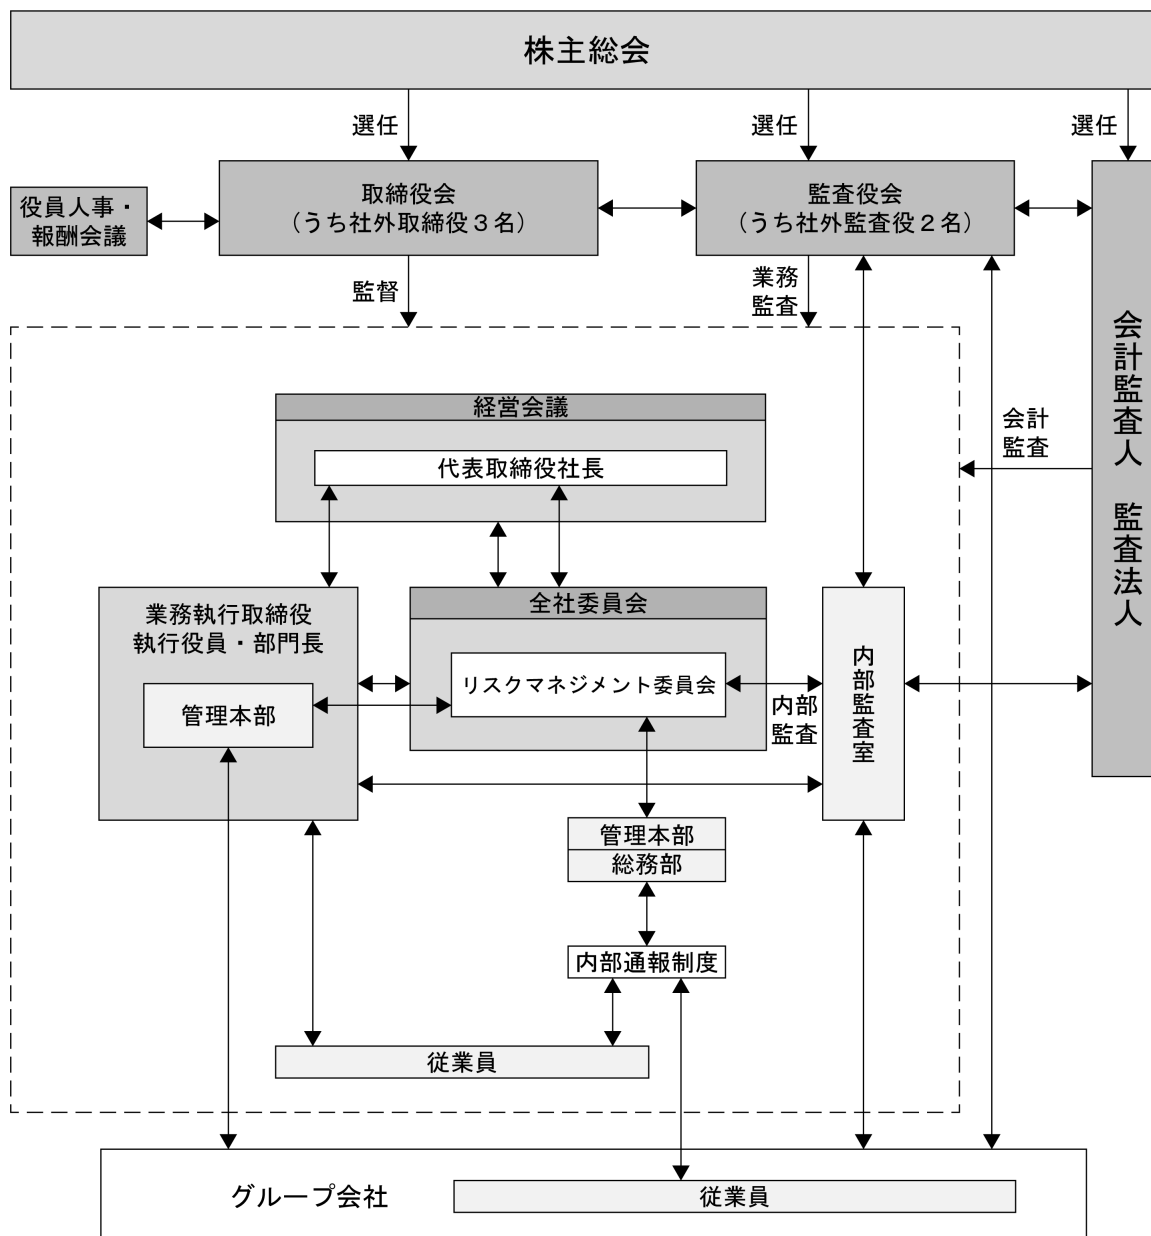 株主総会
選任
選任
選任
役員人事・
報酬会議
取締役会
（うち社外取締役３名）
監査役会
（うち社外監査役２名）
監督
業務
監査
会計監査人　監査法人
経営会議
代表取締役社長
会計
監査
業務執行取締役
執行役員・部門長
管理本部
全社委員会
リスクマネジメント委員会
内部
監査
内部監査室
管理本部
総務部
内部通報制度
従業員
グループ会社
従業員